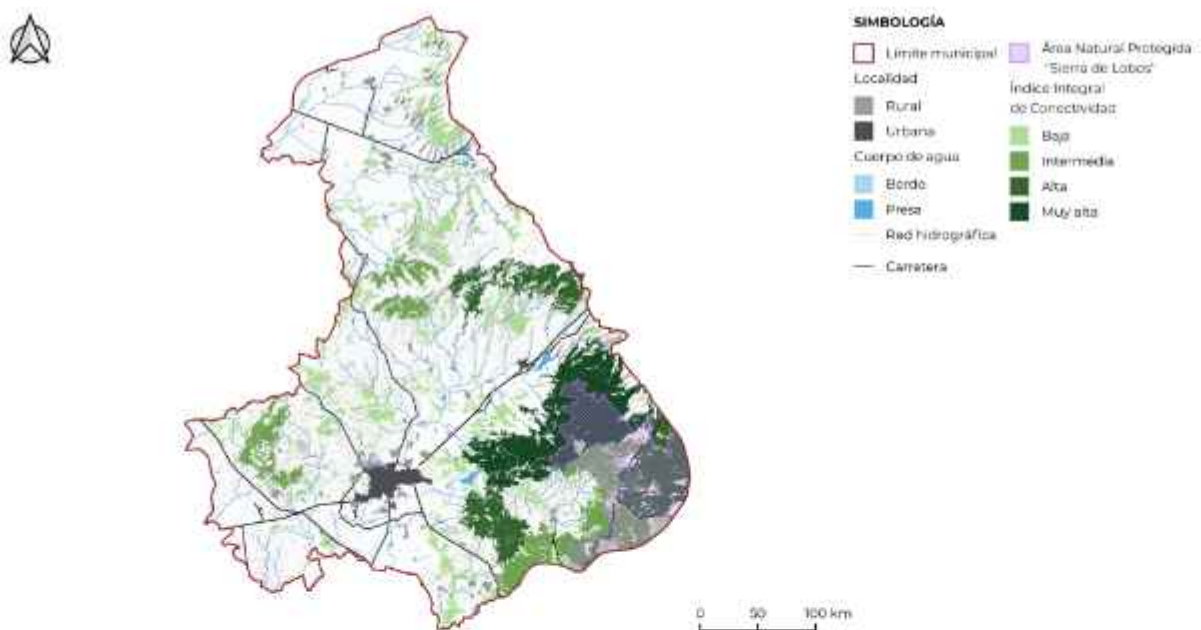 SIMBOLOGÍA
Límite municipal
Localidad
Rural
Urbana
Cuerpo de agua
Bordo
Presa
Red hidrográfica
Carretera
Área Natural Protegida
"Sierra de Lobos"
Índice Integral
de Conectividad
Baja
Intermedia
Alta
Muy alta
0 50 100 km